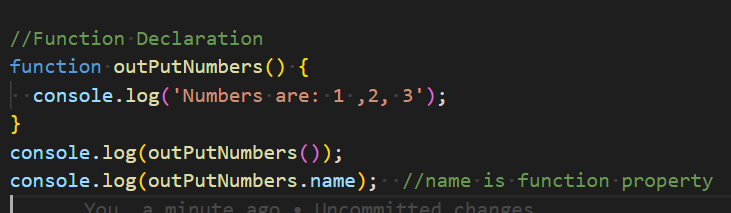 //Function Declaration
function outPutNumbers() {
  console.log('Numbers are: 1 ,2, 3');
}
console.log(outPutNumbers());
console.log(outPutNumbers.name);  //name is function property
You, a minute ago • Uncommitted changes